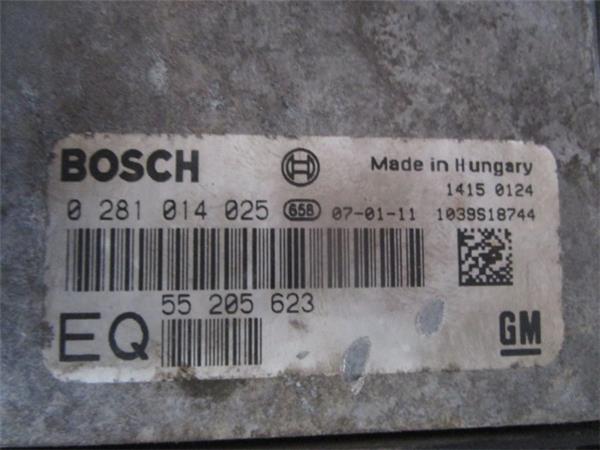 BOSCH Made in Hungary
1415 0124
0 281 014 025 658 07-01-11 1039S18744
55 205 623
EQ
GM